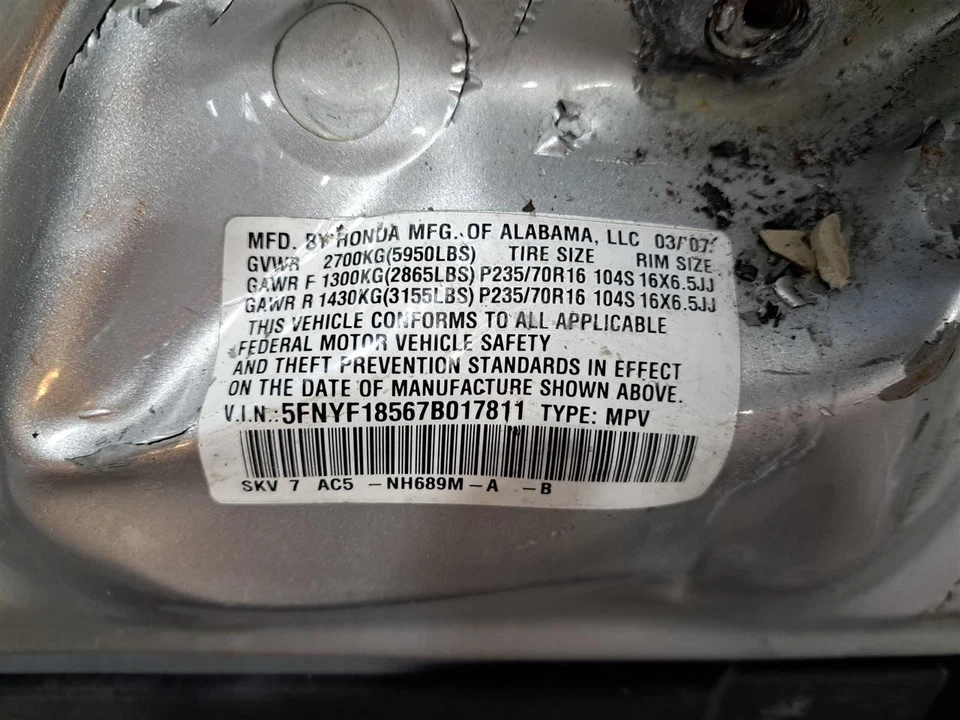 MFD. BY HONDA MFG. OF ALABAMA, LLC 03/07
GVWR 2700KG(5950LBS) TIRE SIZE RIM SIZE
GAWR F 1300KG(2865LBS) P235/70R16 104S 16X6.5JJ
GAWR R 1430KG(3155LBS) P235/70R16 104S 16X6.5JJ
THIS VEHICLE CONFORMS TO ALL APPLICABLE
FEDERAL MOTOR VEHICLE SAFETY
AND THEFT PREVENTION STANDARDS IN EFFECT
ON THE DATE OF MANUFACTURE SHOWN ABOVE.
V.I.N.: 5FNYF18567B017811 TYPE: MPV
SKV 7 AC5 -NH689M-A -B